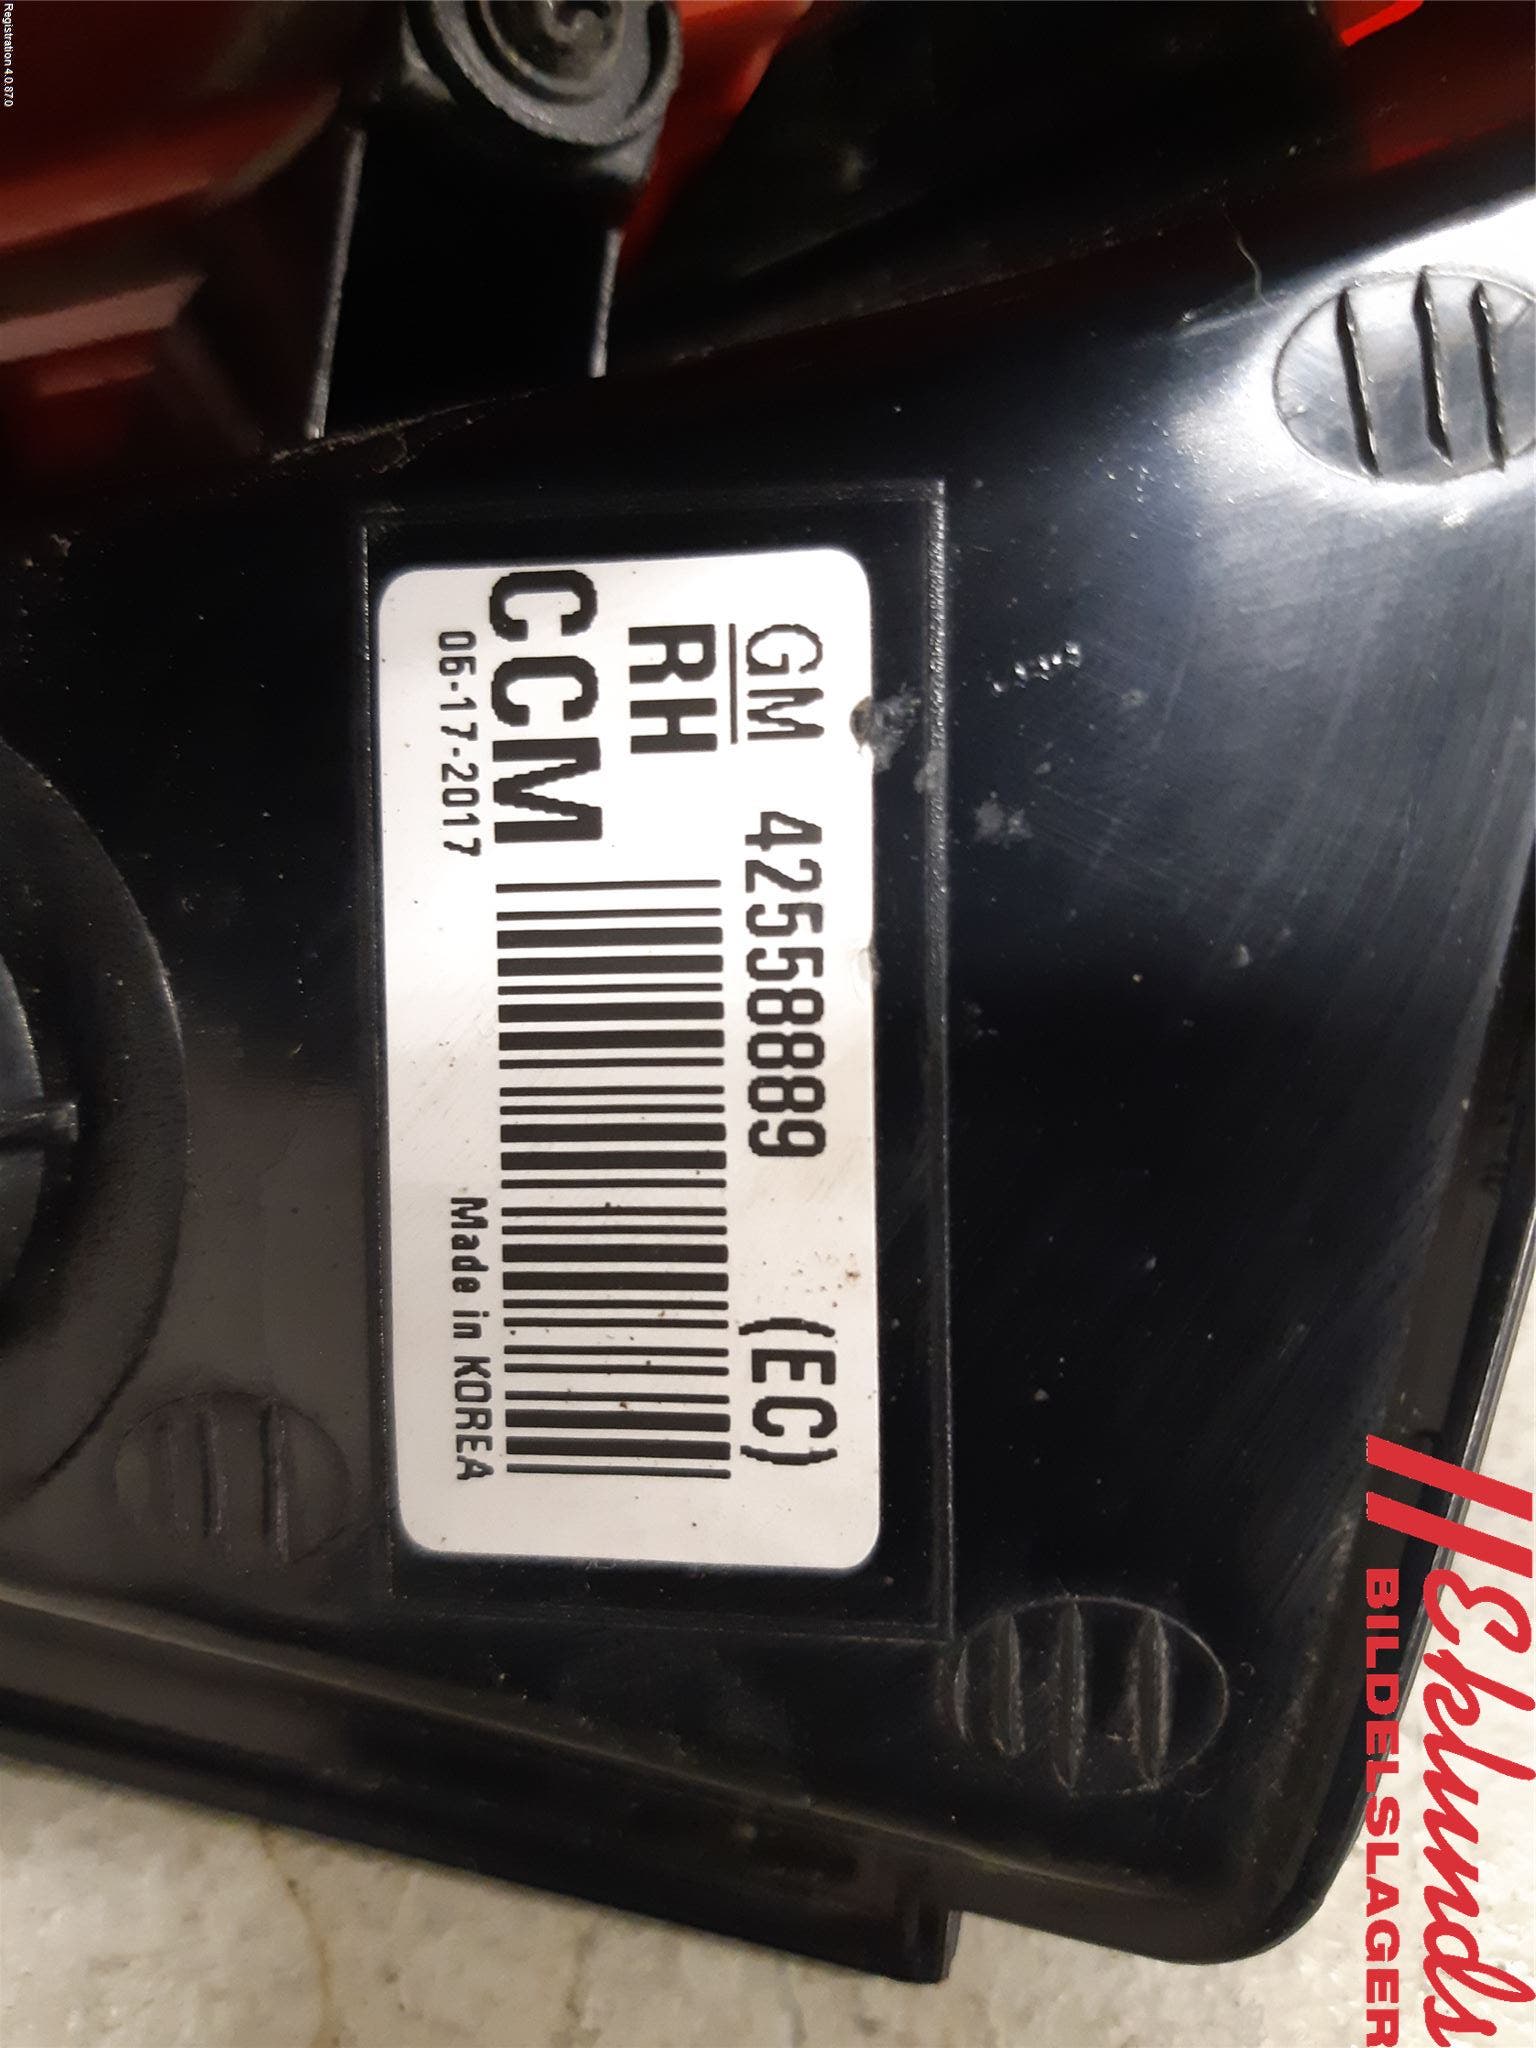 Registration 4.0.87.0
GM 42558889 (EC)
RH
CCM
06-17-2017
Made in KOREA
Eklunds
BILDELSLAGER